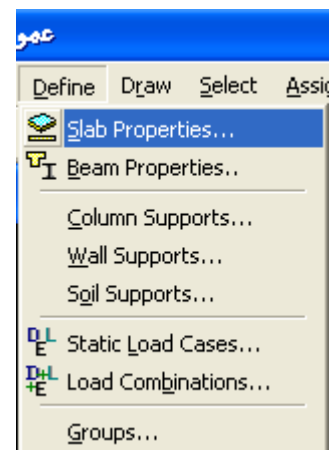 عمو
Define Draw Select Assig
Slab Properties...
Beam Properties..
Column Supports...
Wall Supports...
Soil Supports...
Static Load Cases...
Load Combinations...
Groups...